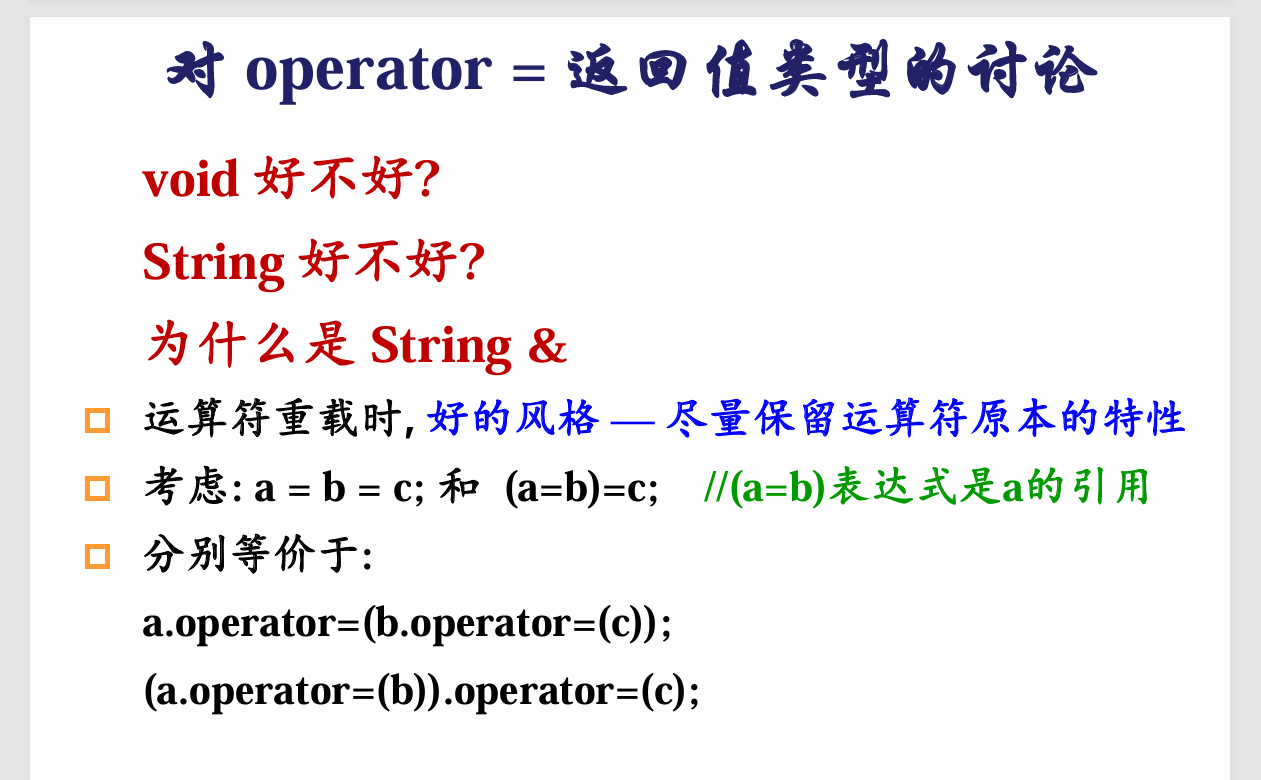 对 operator = 返回值类型的讨论
void 好不好?
String 好不好?
为什么是 String &
运算符重载时, 好的风格 — 尽量保留运算符原本的特性
考虑: a = b = c; 和 (a=b)=c; //(a=b)表达式是a的引用
分别等价于:
a.operator=(b.operator=(c));
(a.operator=(b)).operator=(c);